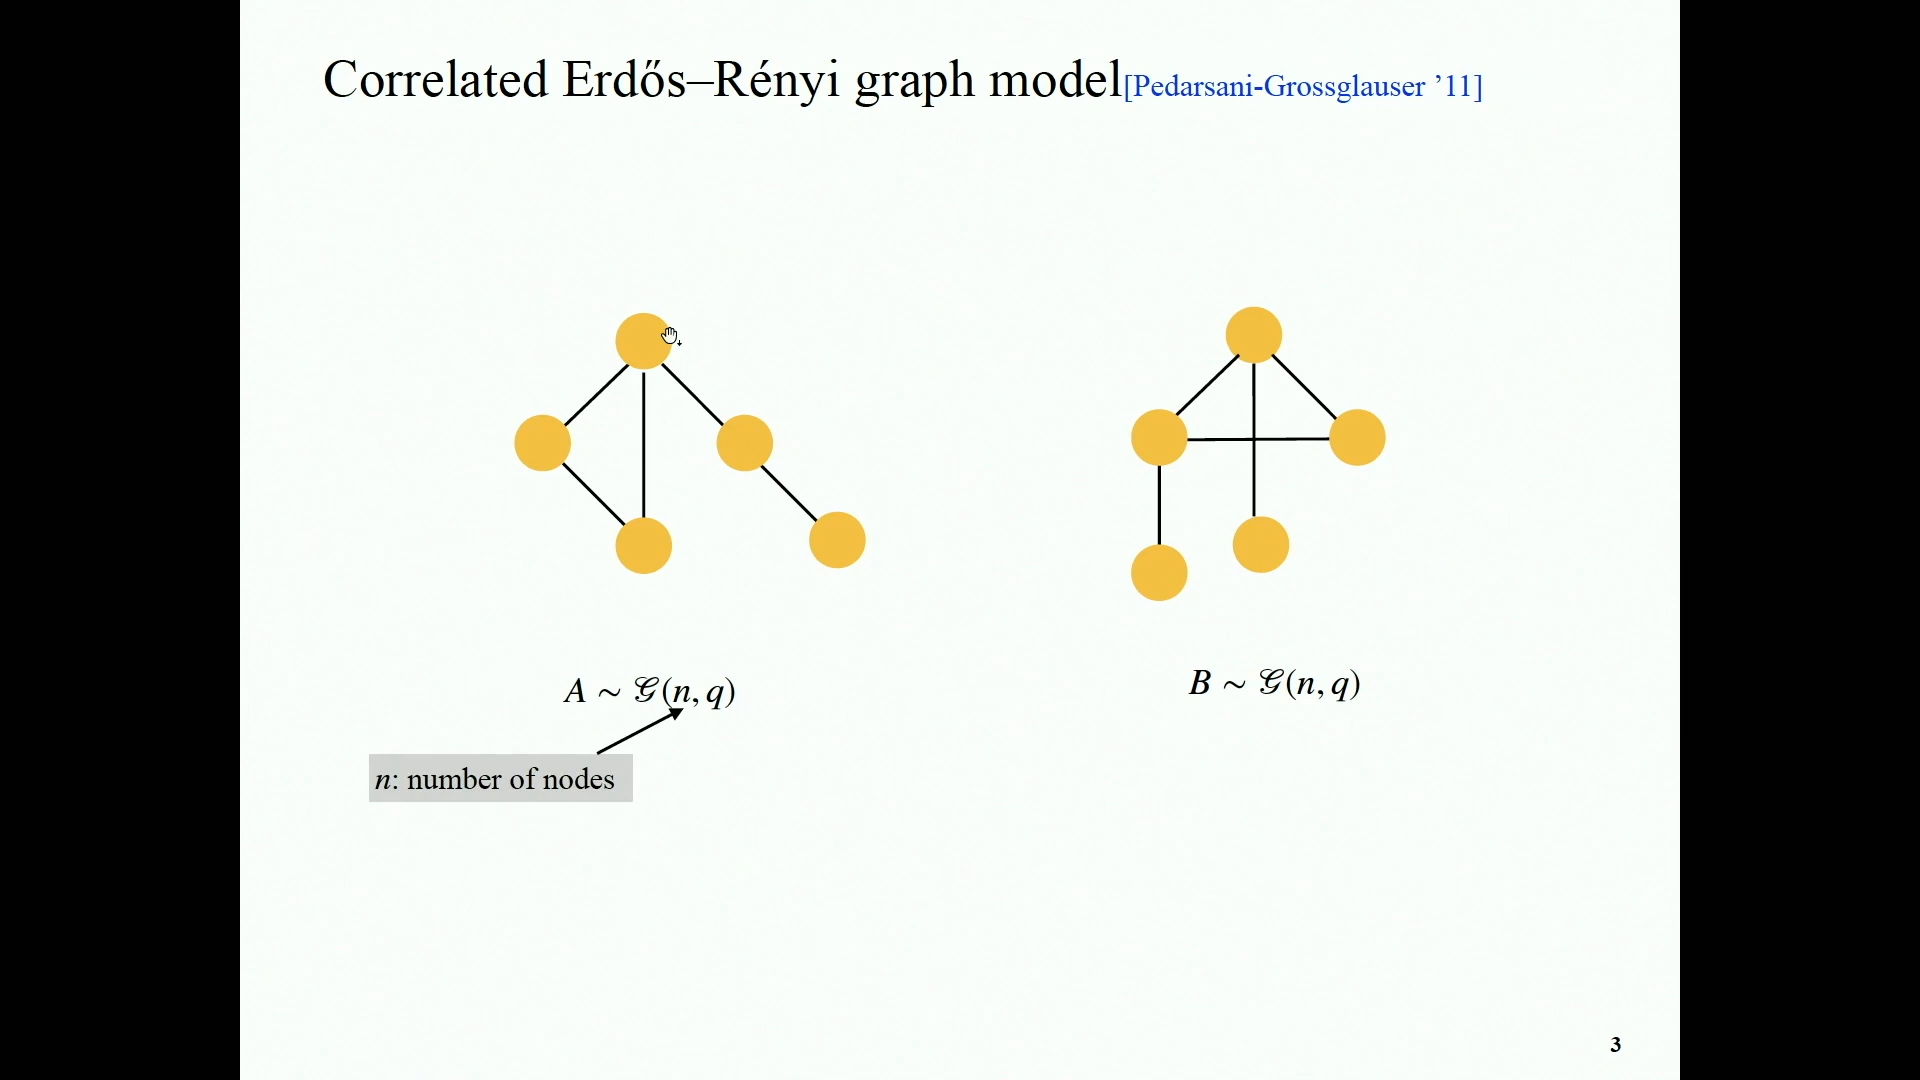 Correlated Erdős–Rényi graph model[Pedarsani-Grossglauser ’11]
A ∼ 𝒢(n, q)
B ∼ 𝒢(n, q)
n: number of nodes
3